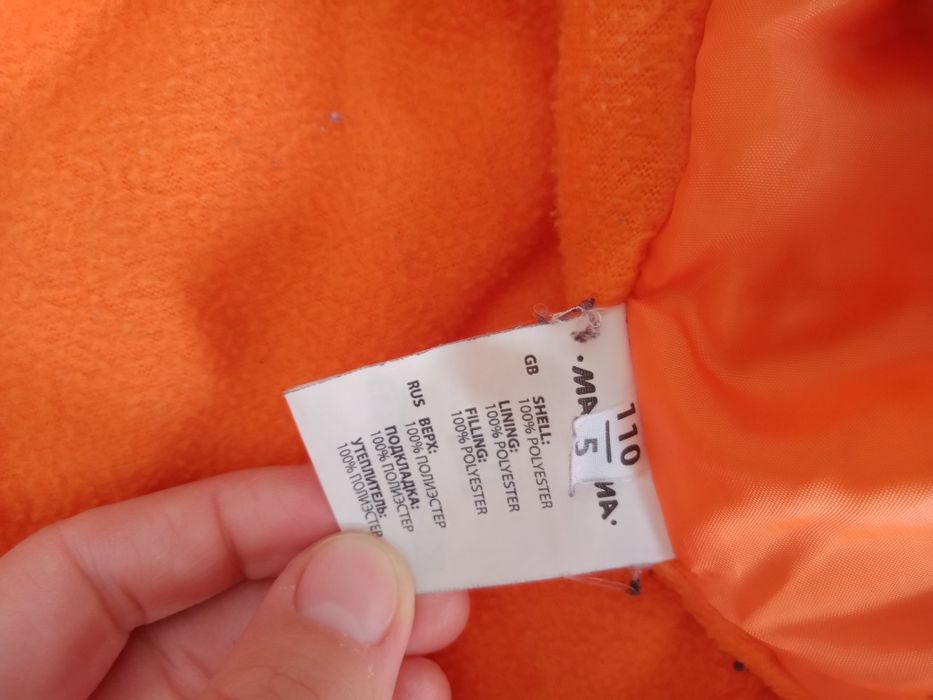 110
5
GB SHELL:
100% POLYESTER
LINING:
100% POLYESTER
FILLING:
100% POLYESTER
RUS ВЕРХ:
100% ПОЛИЭСТЕР
ПОДКЛАДКА:
100% ПОЛИЭСТЕР
УТЕПЛИТЕЛЬ:
100% ПОЛИЭСТЕР